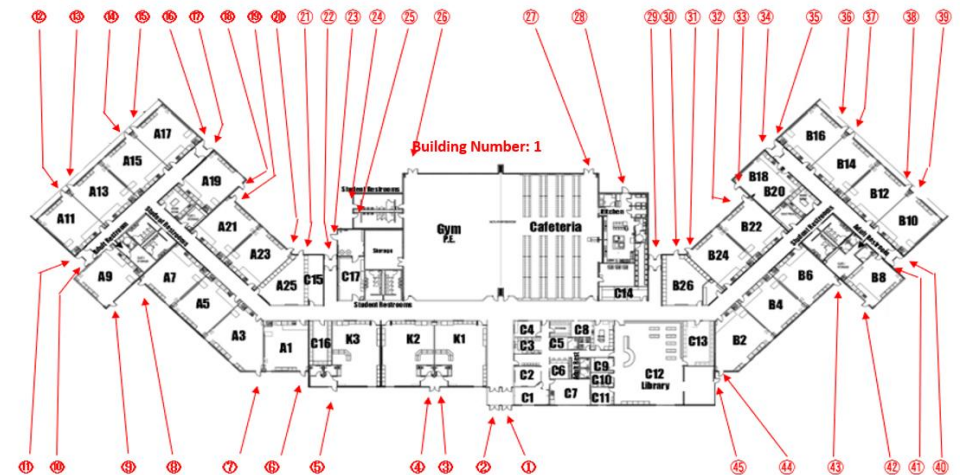 ⑫ ⑬ ⑭ ⑮ ⑯ ⑰ ⑱ ⑲ ⑳ ㉑ ㉒ ㉓ ㉔ ㉕ ㉖ ㉗ ㉘ ㉙ ㉚ ㉛ ㉜ ㉝ ㉞ ㉟ ㊱ ㊲ ㊳ ㊴
Building Number: 1
A17
A15
A13
A11
A19
A21
A23
A25
A9
A7
A5
A3
A1
Adult Restroom
Student Restrooms
C15
C17
C16
Student Restrooms
Storage
Student Restrooms
K3
K2
K1
Gym
P.E.
Cafeteria
Kitchen
C14
C4
C3
C2
C1
C5
C8
C6
C7
C9
C10
C11
C12
Library
C13
B16
B14
B12
B10
B18
B20
B22
B24
B26
Student Restrooms
Adult Restroom
B8
B6
B4
B2
⑪ ⑩ ⑨ ⑧ ⑦ ⑥ ⑤ ④ ③ ② ① ㊺ ㊹ ㊸ ㊷ ㊶ ㊵